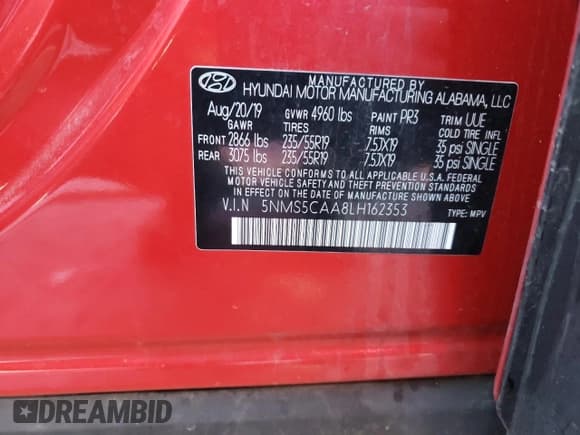 MANUFACTURED BY
HYUNDAI MOTOR MANUFACTURING ALABAMA, LLC
Aug/20/19 GVWR 4960 lbs PAINT PR3 TRIM UUE
GAWR TIRES RIMS COLD TIRE INFL
FRONT 2866 lbs 235/55R19 7.5JX19 35 psi SINGLE
REAR 3075 lbs 235/55R19 7.5JX19 35 psi SINGLE
THIS VEHICLE CONFORMS TO ALL APPLICABLE U.S.A. FEDERAL
MOTOR VEHICLE SAFETY AND THEFT PREVENTION STANDARDS
IN EFFECT ON THE DATE OF MANUFACTURE SHOWN ABOVE
V.I.N 5NMS5CAA8LH162353 TYPE: MPV
DREAMBID